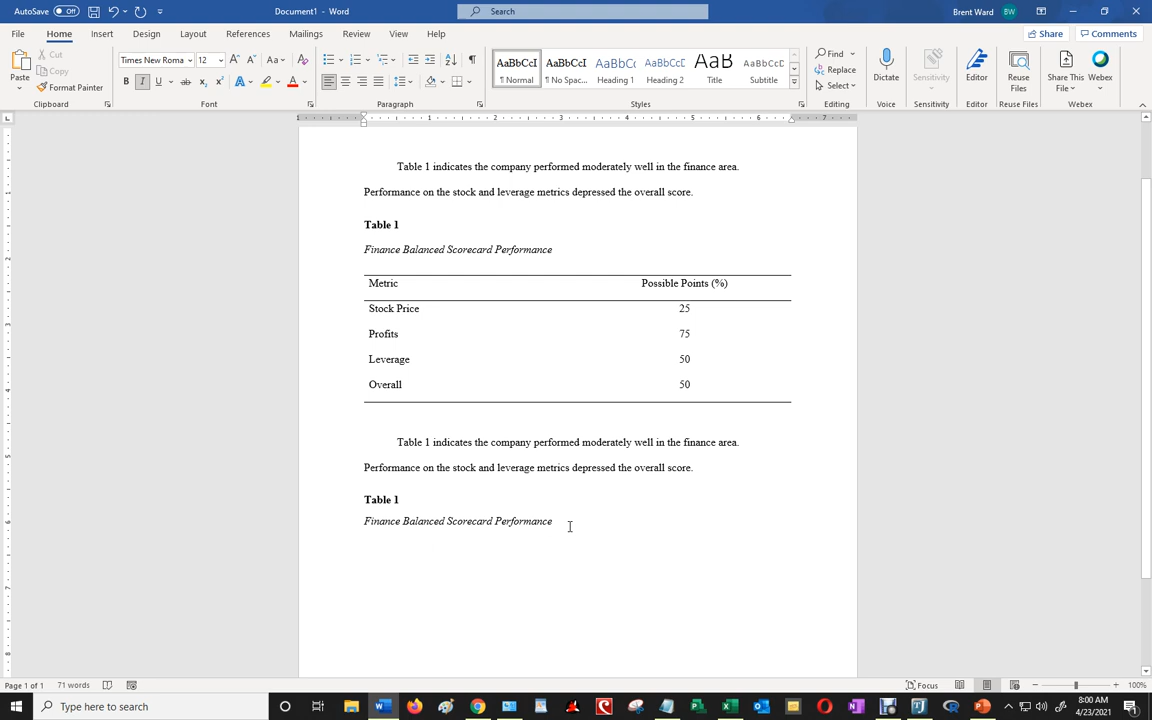 AutoSave Off
Document1 - Word
Search
Brent Ward BW
File Home Insert Design Layout References Mailings Review View Help
Share Comments
Paste
Cut
Copy
Format Painter
Clipboard
Times New Roma 12
Font
Paragraph
AaBbCcI AaBbCcI AaBbCc AaBbCcI AaB AaBbCcI
¶ Normal ¶ No Spac... Heading 1 Heading 2 Title Subtitle
Styles
Find
Replace
Select
Editing
Dictate
Voice
Sensitivity
Sensitivity
Editor
Editor
Reuse Files
Reuse Files
Share This File
Webex
Webex
Table 1 indicates the company performed moderately well in the finance area.
Performance on the stock and leverage metrics depressed the overall score.
Table 1
Finance Balanced Scorecard Performance
Metric Possible Points (%)
Stock Price 25
Profits 75
Leverage 50
Overall 50
Table 1 indicates the company performed moderately well in the finance area.
Performance on the stock and leverage metrics depressed the overall score.
Table 1
Finance Balanced Scorecard Performance
Page 1 of 1 71 words
Focus
100%
Type here to search
8:00 AM
4/23/2021